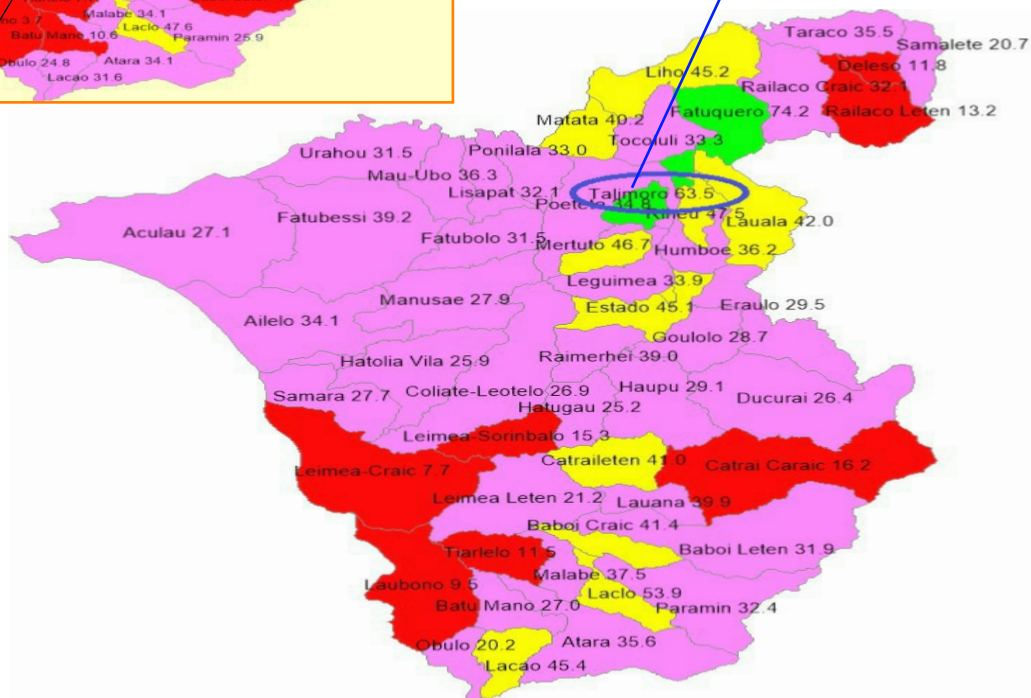 no 3.7
Malabe 34.1
Laclo 47.6
Batu Mano 10.6
Paramin 25.9
Obulo 24.8
Atara 34.1
Lacao 31.6
Taraco 35.5
Samalete 20.7
Deleso 11.8
Liho 45.2
Railaco Craic 32.1
Fatuquero 74.2
Railaco Leten 13.2
Matata 40.2
Tocoluli 33.3
Urahou 31.5
Ponilala 33.0
Mau-Ubo 36.3
Lisapat 32.1
Talimoro 63.5
Poetete 34.8
Riheu 47.5
Lauala 42.0
Fatubessi 39.2
Aculau 27.1
Fatubolo 31.5
Mertuto 46.7
Humboe 36.2
Leguimea 33.9
Manusae 27.9
Estado 45.1
Eraulo 29.5
Ailelo 34.1
Goulolo 28.7
Hatolia Vila 25.9
Raimerhei 39.0
Samara 27.7
Coliate-Leotelo 26.9
Haupu 29.1
Ducurai 26.4
Hatugau 25.2
Leimea-Sorinbalo 15.3
Leimea-Craic 7.7
Catraileten 41.0
Catrai Caraic 16.2
Leimea Leten 21.2
Lauana 39.9
Baboi Craic 41.4
Tiarlelo 11.5
Baboi Leten 31.9
Malabe 37.5
Laubono 9.5
Laclo 53.9
Batu Mano 27.0
Paramin 32.4
Obulo 20.2
Atara 35.6
Lacao 45.4